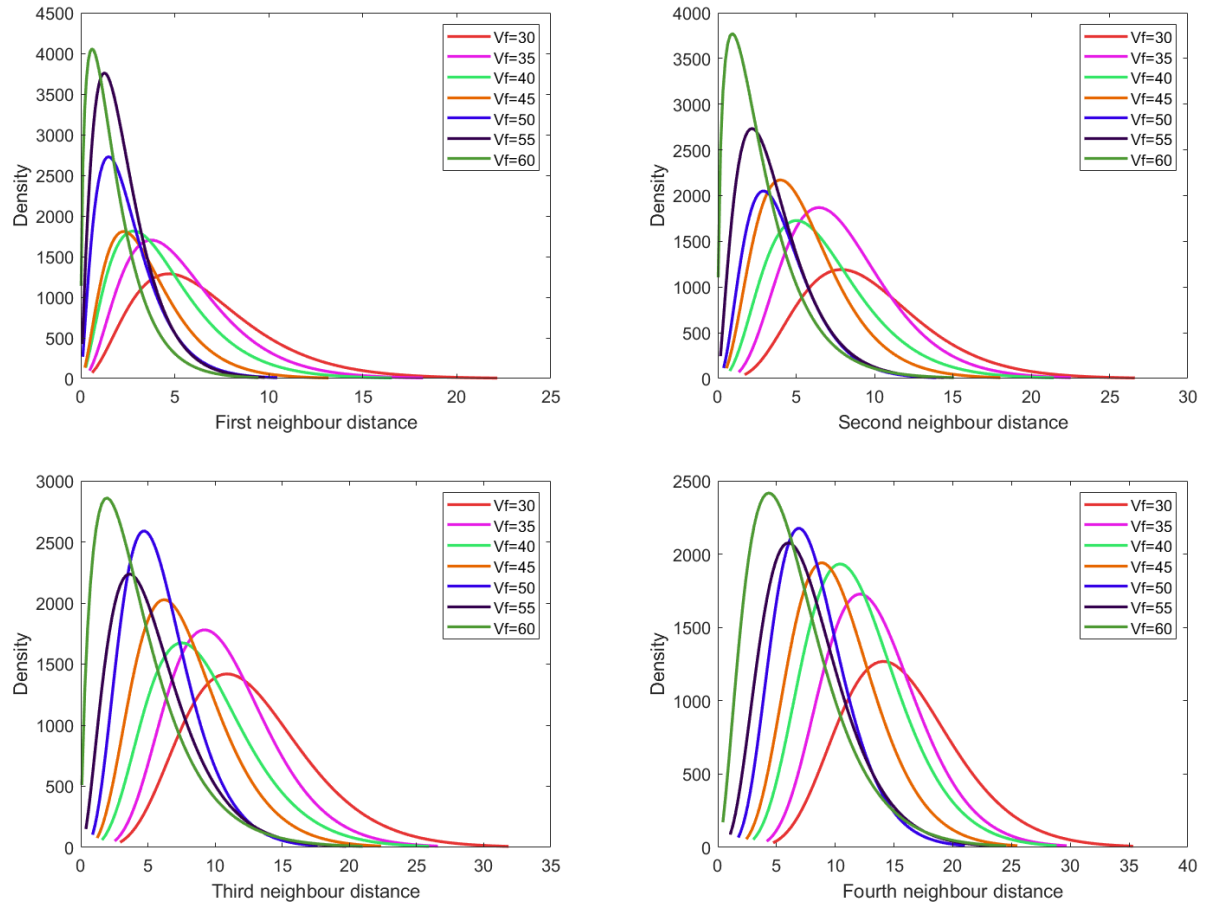 4500
4000
3500
3000
2500
2000
1500
1000
500
0
Density
0 5 10 15 20 25
First neighbour distance
Vf=30
Vf=35
Vf=40
Vf=45
Vf=50
Vf=55
Vf=60
4000
3500
3000
2500
2000
1500
1000
500
0
Density
0 5 10 15 20 25 30
Second neighbour distance
Vf=30
Vf=35
Vf=40
Vf=45
Vf=50
Vf=55
Vf=60
3000
2500
2000
1500
1000
500
0
Density
0 5 10 15 20 25 30 35
Third neighbour distance
Vf=30
Vf=35
Vf=40
Vf=45
Vf=50
Vf=55
Vf=60
2500
2000
1500
1000
500
0
Density
0 5 10 15 20 25 30 35 40
Fourth neighbour distance
Vf=30
Vf=35
Vf=40
Vf=45
Vf=50
Vf=55
Vf=60